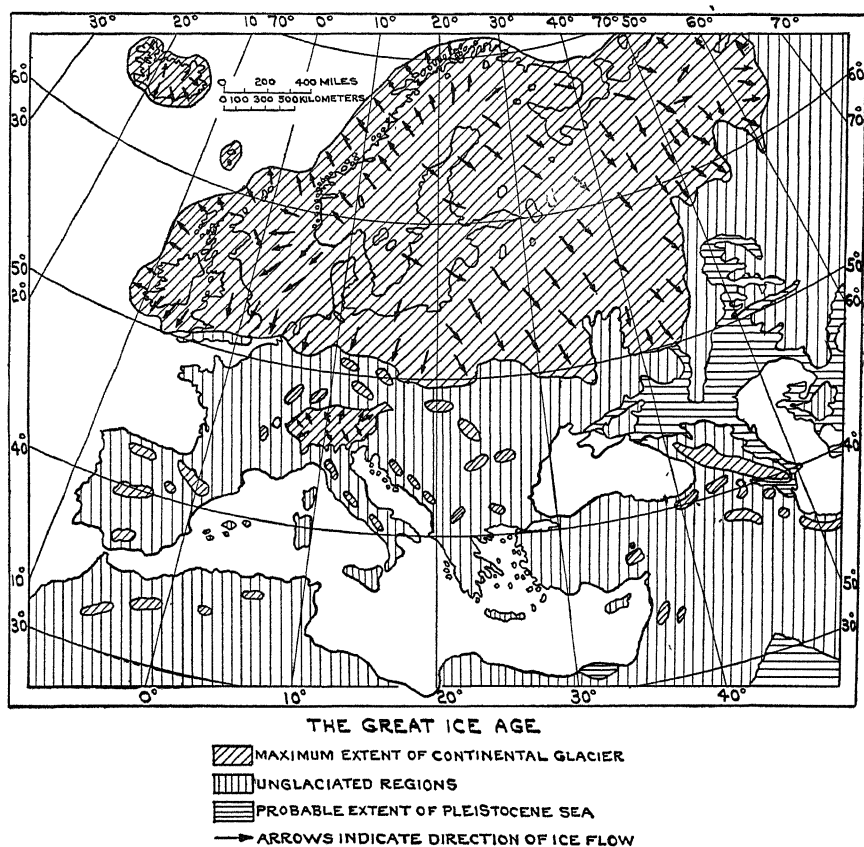 30° 20° 10° 0° 10° 20° 30° 40° 70° 50° 60° 70°
60°
30°
0 200 400 MILES
0 100 300 500 KILOMETERS
60°
70°
50°
20°
50°
60°
40°
40°
10°
30°
50°
30°
0° 10° 20° 30° 40°
THE GREAT ICE AGE
MAXIMUM EXTENT OF CONTINENTAL GLACIER
UNGLACIATED REGIONS
PROBABLE EXTENT OF PLEISTOCENE SEA
ARROWS INDICATE DIRECTION OF ICE FLOW